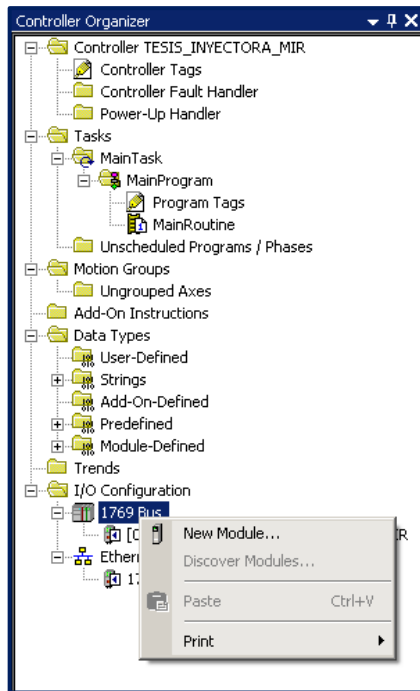 Controller Organizer
Controller TESIS_INYECTORA_MIR
Controller Tags
Controller Fault Handler
Power-Up Handler
Tasks
MainTask
MainProgram
Program Tags
MainRoutine
Unscheduled Programs / Phases
Motion Groups
Ungrouped Axes
Add-On Instructions
Data Types
User-Defined
Strings
Add-On-Defined
Predefined
Module-Defined
Trends
I/O Configuration
1769 Bus
New Module...
Discover Modules...
Paste Ctrl+V
Print